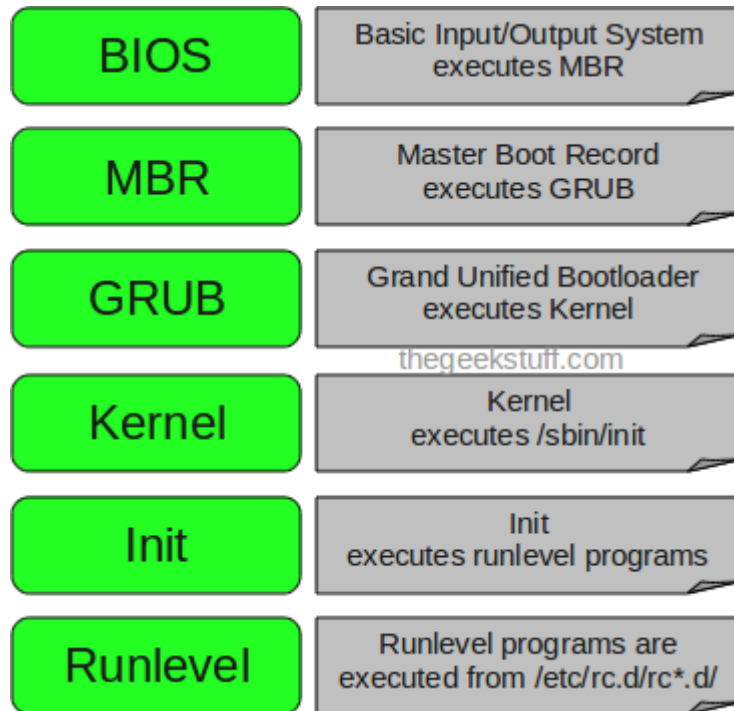 BIOS
Basic Input/Output System
executes MBR
MBR
Master Boot Record
executes GRUB
GRUB
Grand Unified Bootloader
executes Kernel
thegeekstuff.com
Kernel
Kernel
executes /sbin/init
Init
Init
executes runlevel programs
Runlevel
Runlevel programs are
executed from /etc/rc.d/rc*.d/